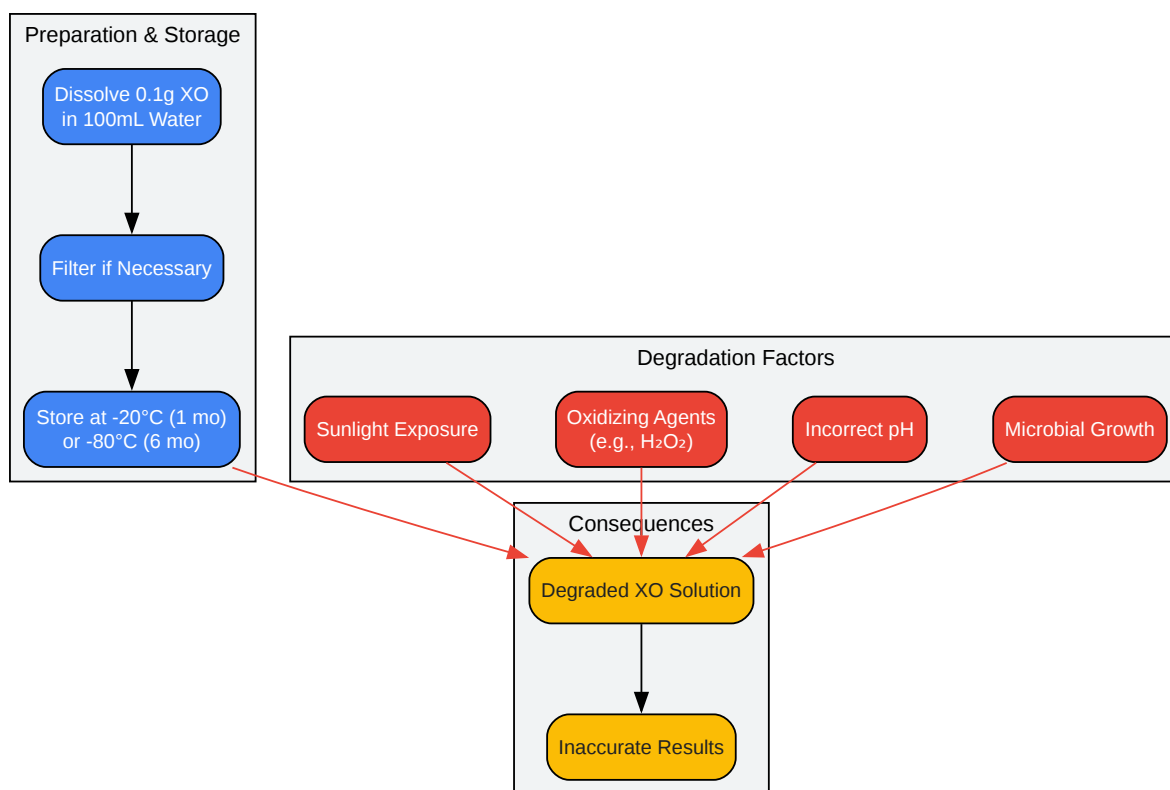 Preparation & Storage
Dissolve 0.1g XO
in 100mL Water
Filter if Necessary
Store at -20°C (1 mo)
or -80°C (6 mo)
Degradation Factors
Sunlight Exposure
Oxidizing Agents
(e.g., H₂O₂)
Incorrect pH
Microbial Growth
Consequences
Degraded XO Solution
Inaccurate Results